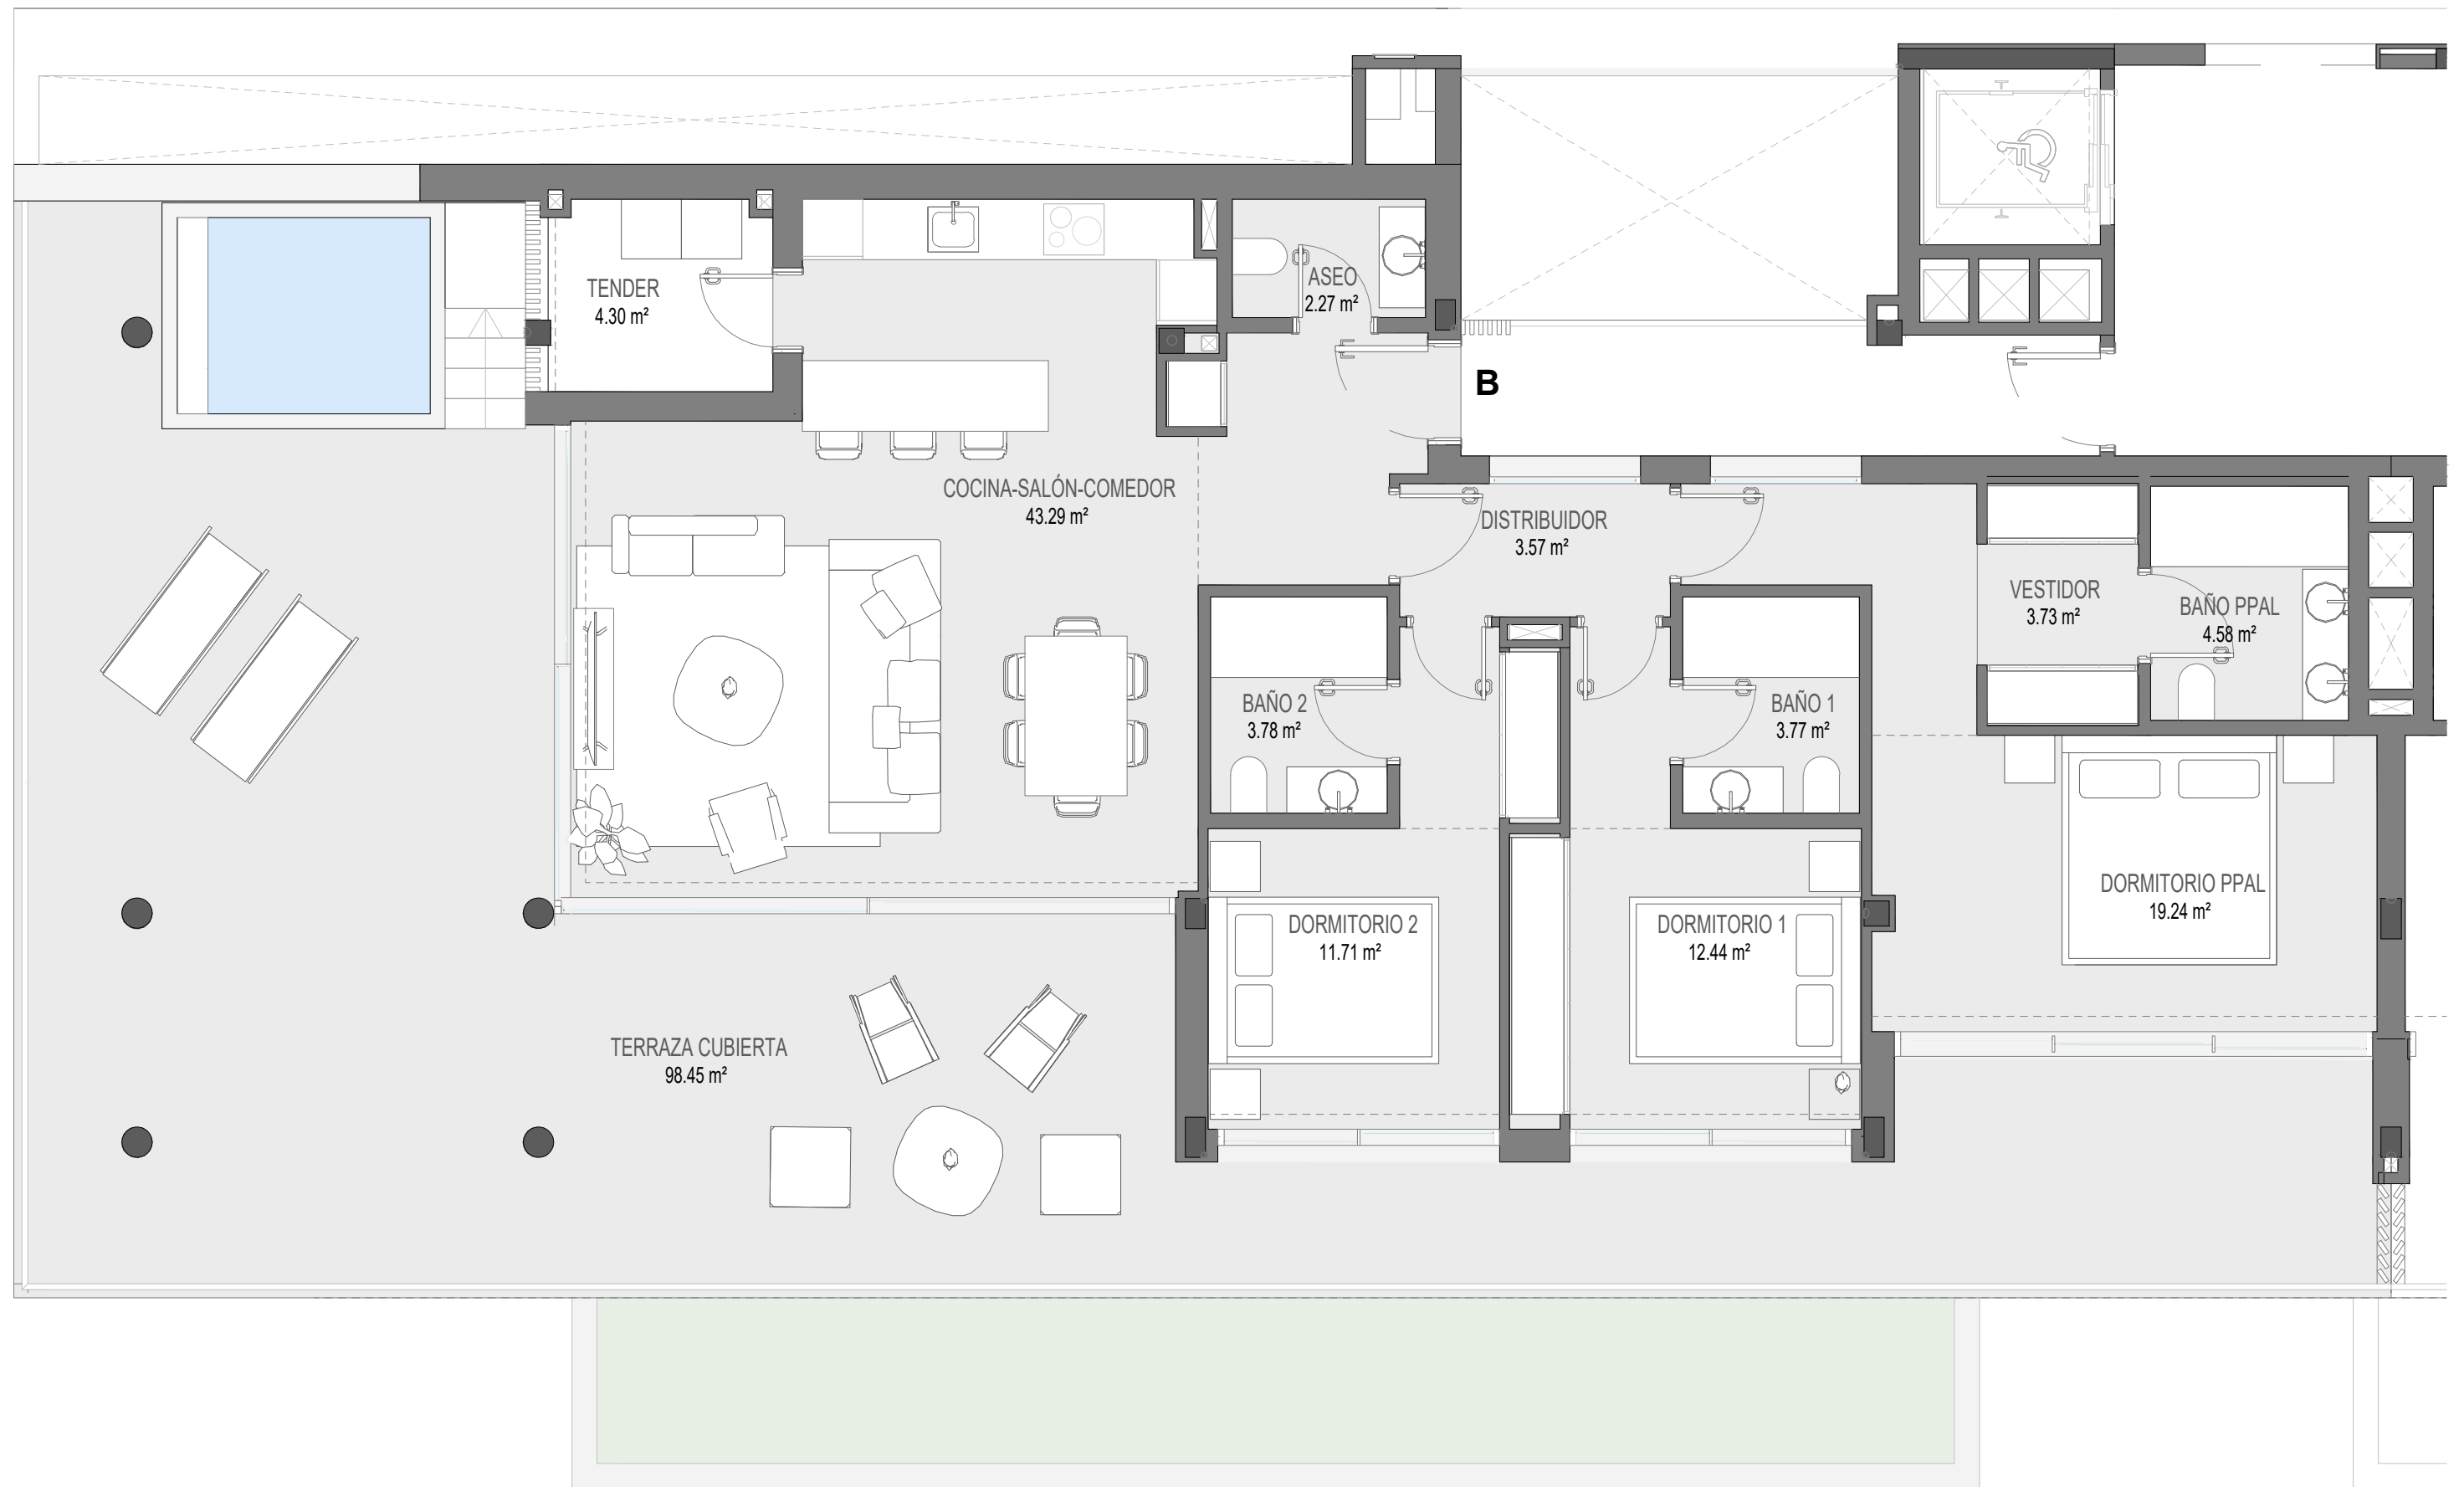 TENDER
4.30 m²
ASEO
2.27 m²
B
COCINA-SALÓN-COMEDOR
43.29 m²
DISTRIBUIDOR
3.57 m²
VESTIDOR
3.73 m²
BAÑO PPAL
4.58 m²
BAÑO 2
3.78 m²
BAÑO 1
3.77 m²
DORMITORIO PPAL
19.24 m²
DORMITORIO 2
11.71 m²
DORMITORIO 1
12.44 m²
TERRAZA CUBIERTA
98.45 m²